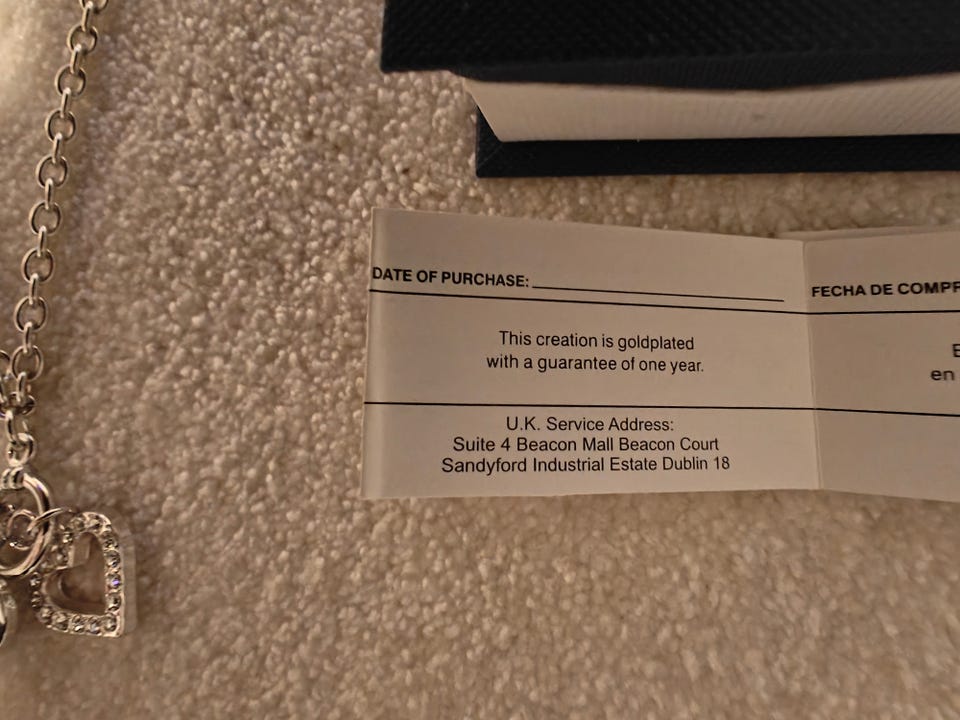 DATE OF PURCHASE:
This creation is goldplated
with a guarantee of one year.
U.K. Service Address:
Suite 4 Beacon Mall Beacon Court
Sandyford Industrial Estate Dublin 18
FECHA DE COMPR
E
en